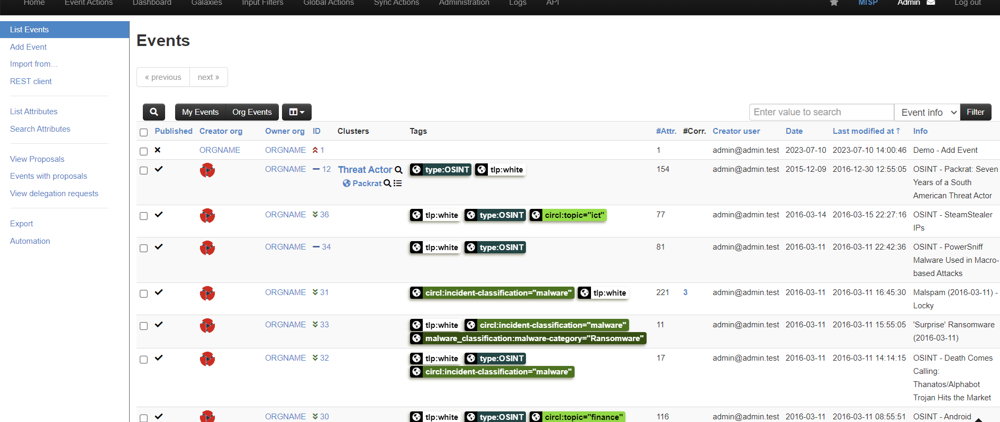 Home Event Actions Dashboard Galaxies Input Filters Global Actions Sync Actions Administration Logs API MISP Admin Log out
List Events
Add Event
Import from…
REST client
List Attributes
Search Attributes
View Proposals
Events with proposals
View delegation requests
Export
Automation
Events
« previous next »
My Events Org Events Enter value to search Event info Filter
Published Creator org Owner org ID Clusters Tags #Attr. #Corr. Creator user Date Last modified at Info
ORGNAME ORGNAME 1 1 admin@admin.test 2023-07-10 2023-07-10 14:00:46 Demo - Add Event
ORGNAME 12 Threat Actor type:OSINT tlp:white 154 admin@admin.test 2015-12-09 2016-12-30 12:55:05 OSINT - Packrat: Seven
Packrat Years of a South
American Threat Actor
ORGNAME 36 tlp:white type:OSINT circl:topic="ict" 77 admin@admin.test 2016-03-14 2016-03-15 22:27:16 OSINT - SteamStealer
IPs
ORGNAME 34 tlp:white type:OSINT 81 admin@admin.test 2016-03-11 2016-03-11 22:42:36 OSINT - PowerSniff
Malware Used in Macro-
based Attacks
ORGNAME 31 circl:incident-classification="malware" tlp:white 221 3 admin@admin.test 2016-03-11 2016-03-11 16:45:30 Malspam (2016-03-11) -
Locky
ORGNAME 33 tlp:white circl:incident-classification="malware" 11 admin@admin.test 2016-03-11 2016-03-11 15:55:05 'Surprise' Ransomware
malware_classification:malware-category="Ransomware" (2016-03-11)
ORGNAME 32 tlp:white type:OSINT 17 admin@admin.test 2016-03-11 2016-03-11 14:14:15 OSINT - Death Comes
circl:incident-classification="malware" Calling:
Thanatos/Alphabot
Trojan Hits the Market
ORGNAME 30 tlp:white type:OSINT circl:topic="finance" 116 admin@admin.test 2016-03-11 2016-03-11 08:55:51 OSINT - Android